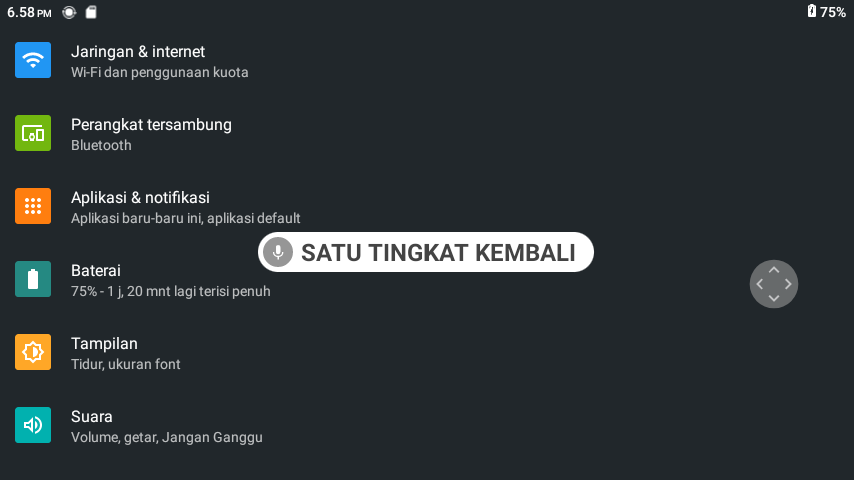 6.58 PM
75%
Jaringan & internet
Wi-Fi dan penggunaan kuota
Perangkat tersambung
Bluetooth
Aplikasi & notifikasi
Aplikasi baru-baru ini, aplikasi default
SATU TINGKAT KEMBALI
Baterai
75% - 1 j, 20 mnt lagi terisi penuh
Tampilan
Tidur, ukuran font
Suara
Volume, getar, Jangan Ganggu